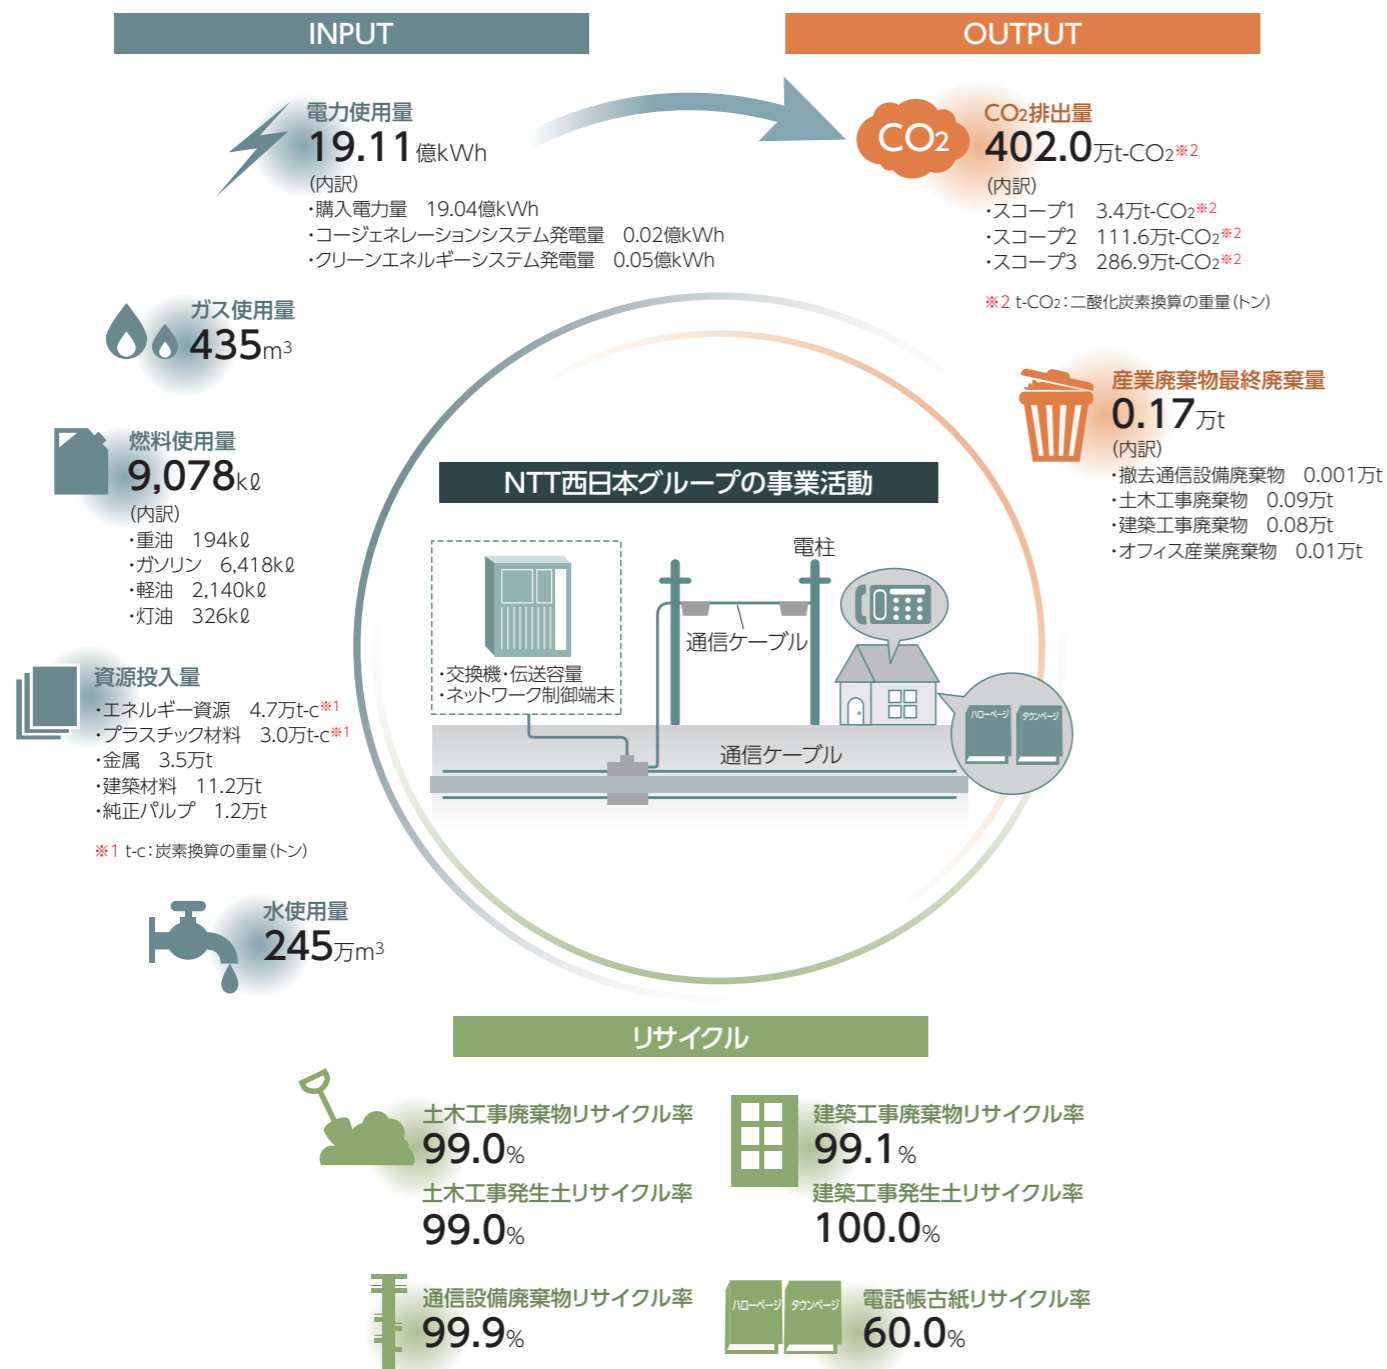 INPUT
電力使用量
19.11億kWh
(内訳)
・購入電力量　19.04億kWh
・コージェネレーションシステム発電量　0.02億kWh
・クリーンエネルギーシステム発電量　0.05億kWh
ガス使用量
435m³
燃料使用量
9,078kℓ
(内訳)
・重油　194kℓ
・ガソリン　6,418kℓ
・軽油　2,140kℓ
・灯油　326kℓ
資源投入量
・エネルギー資源　4.7万t-c※1
・プラスチック材料　3.0万t-c※1
・金属　3.5万t
・建築材料　11.2万t
・純正パルプ　1.2万t
※1 t-c：炭素換算の重量(トン)
水使用量
245万m³
OUTPUT
CO2
CO2排出量
402.0万t-CO2※2
(内訳)
・スコープ1　3.4万t-CO2※2
・スコープ2　111.6万t-CO2※2
・スコープ3　286.9万t-CO2※2
※2 t-CO2：二酸化炭素換算の重量(トン)
産業廃棄物最終廃棄量
0.17万t
(内訳)
・撤去通信設備廃棄物　0.001万t
・土木工事廃棄物　0.09万t
・建築工事廃棄物　0.08万t
・オフィス産業廃棄物　0.01万t
NTT西日本グループの事業活動
電柱
通信ケーブル
・交換機・伝送容量
・ネットワーク制御端末
ハローページ
タウンページ
通信ケーブル
リサイクル
土木工事廃棄物リサイクル率
99.0%
土木工事発生土リサイクル率
99.0%
建築工事廃棄物リサイクル率
99.1%
建築工事発生土リサイクル率
100.0%
通信設備廃棄物リサイクル率
99.9%
ハローページ
タウンページ
電話帳古紙リサイクル率
60.0%